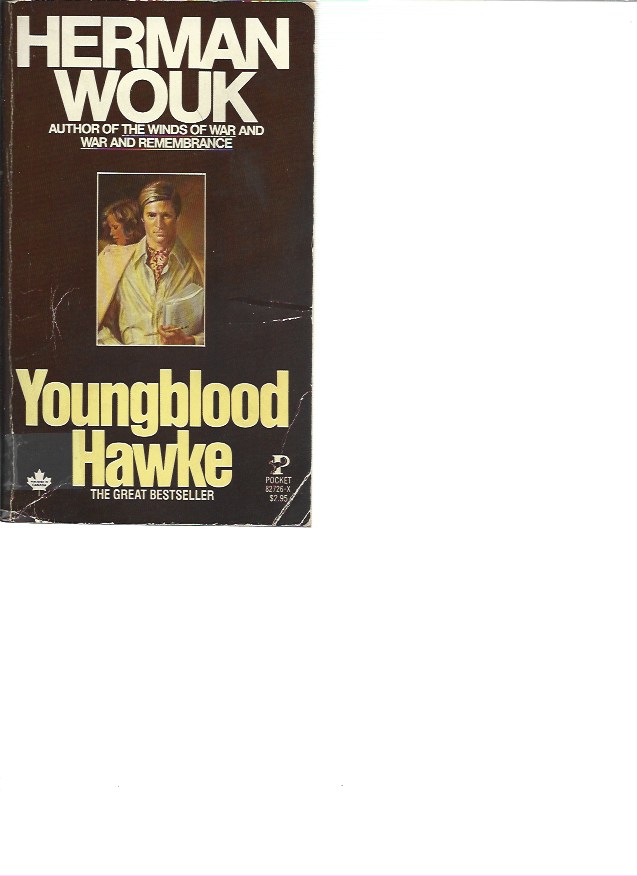 HERMAN
WOUK
AUTHOR OF THE WINDS OF WAR AND
WAR AND REMEMBRANCE
Youngblood
Hawke
THE GREAT BESTSELLER
P
POCKET
82726-X
$2.95